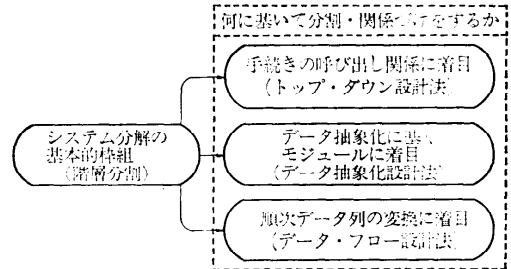 何に基いて分割・関係づけをするか
手続きの呼び出し関係に着目
(トップ・ダウン設計法)
システム分解の
基本的枠組
(階層分割)
データ抽象化に基く
モジュールに着目
(データ抽象化設計法)
順次データ列の変換に着目
(データ・フロー設計法)